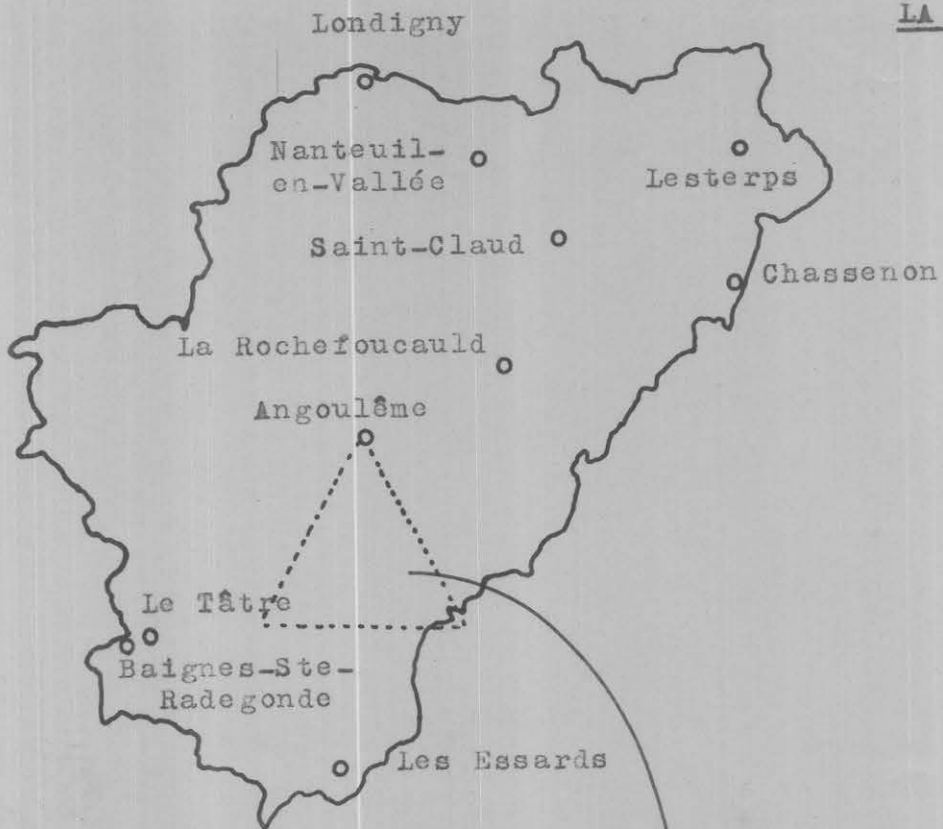 LA
Londigny
Nanteuil-
en-Vallée
Lesterps
Saint-Claud
Chassenon
La Rochefoucauld
Angoulême
Le Tâtre
Baignes-Ste-
Radegonde
Les Essards